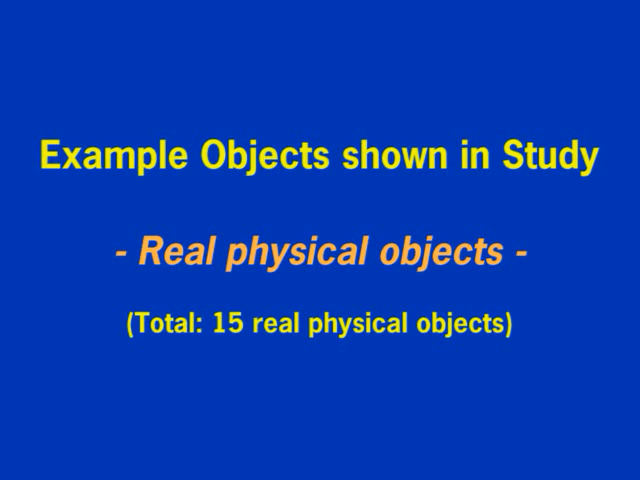 Example Objects shown in Study
- Real physical objects -
(Total: 15 real physical objects)